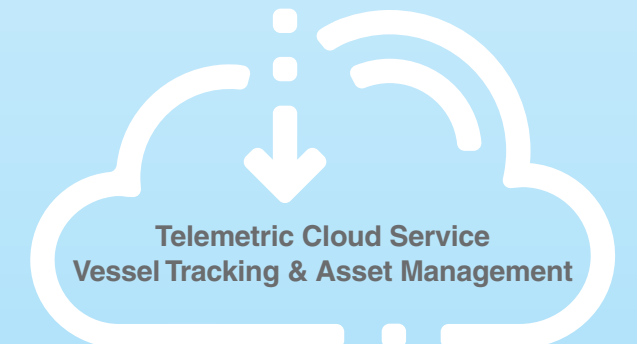 Telemetric Cloud Service
Vessel Tracking & Asset Management